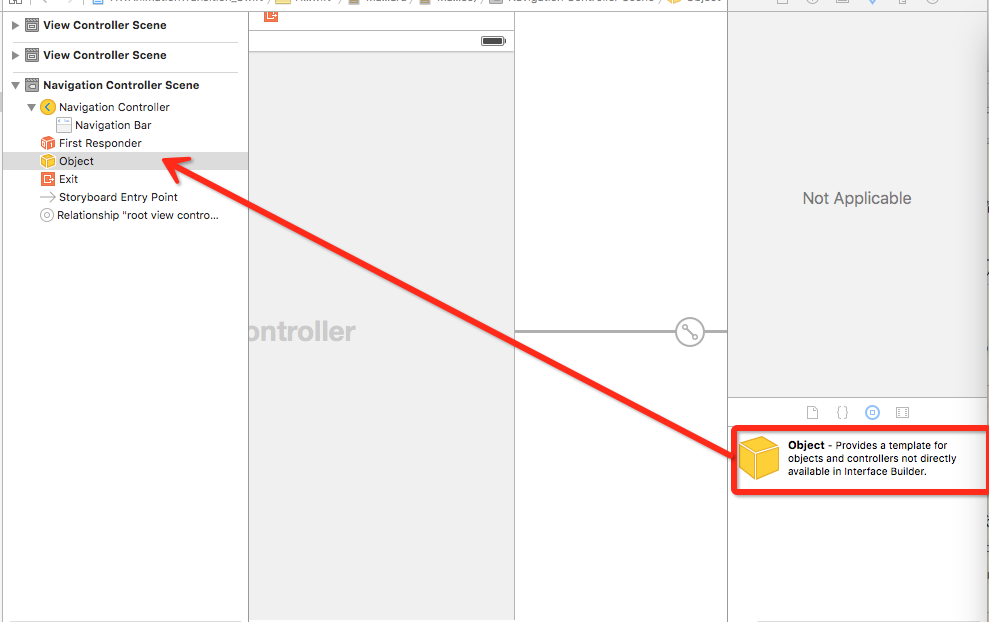 View Controller Scene
View Controller Scene
Navigation Controller Scene
Navigation Controller
Navigation Bar
First Responder
Object
Exit
Storyboard Entry Point
Relationship "root view contro...
ontroller
Not Applicable
Object - Provides a template for
objects and controllers not directly
available in Interface Builder.